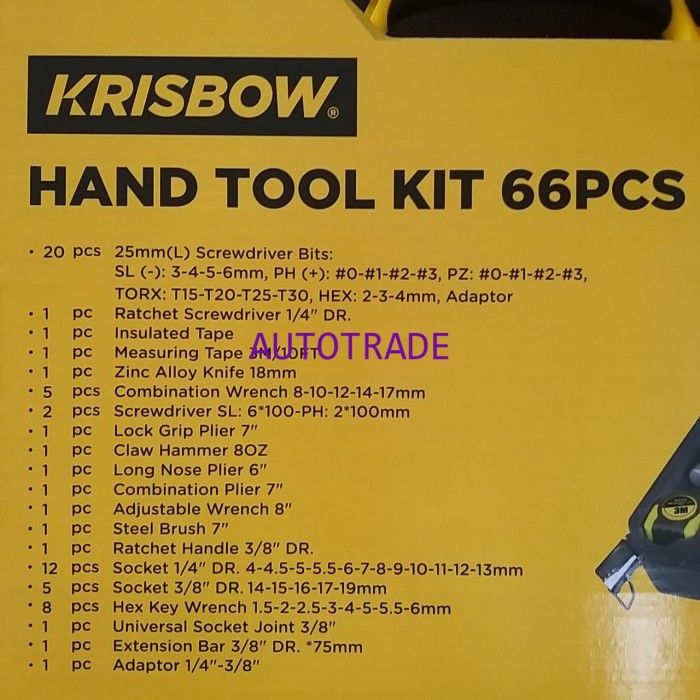 KRISBOW®
HAND TOOL KIT 66PCS
• 20 pcs 25mm(L) Screwdriver Bits:
SL (-): 3-4-5-6mm, PH (+): #0-#1-#2-#3, PZ: #0-#1-#2-#3,
TORX: T15-T20-T25-T30, HEX: 2-3-4mm, Adaptor
• 1 pc Ratchet Screwdriver 1/4" DR.
• 1 pc Insulated Tape
AUTOTRADE
• 1 pc Measuring Tape 3M/10FT
• 1 pc Zinc Alloy Knife 18mm
• 5 pcs Combination Wrench 8-10-12-14-17mm
• 2 pcs Screwdriver SL: 6*100-PH: 2*100mm
• 1 pc Lock Grip Plier 7"
• 1 pc Claw Hammer 8OZ
• 1 pc Long Nose Plier 6"
• 1 pc Combination Plier 7"
• 1 pc Adjustable Wrench 8"
• 1 pc Steel Brush 7"
• 1 pc Ratchet Handle 3/8" DR.
• 12 pcs Socket 1/4" DR. 4-4.5-5-5.5-6-7-8-9-10-11-12-13mm
• 5 pcs Socket 3/8" DR. 14-15-16-17-19mm
• 8 pcs Hex Key Wrench 1.5-2-2.5-3-4-5-5.5-6mm
• 1 pc Universal Socket Joint 3/8"
• 1 pc Extension Bar 3/8" DR. *75mm
• 1 pc Adaptor 1/4"-3/8"
3M